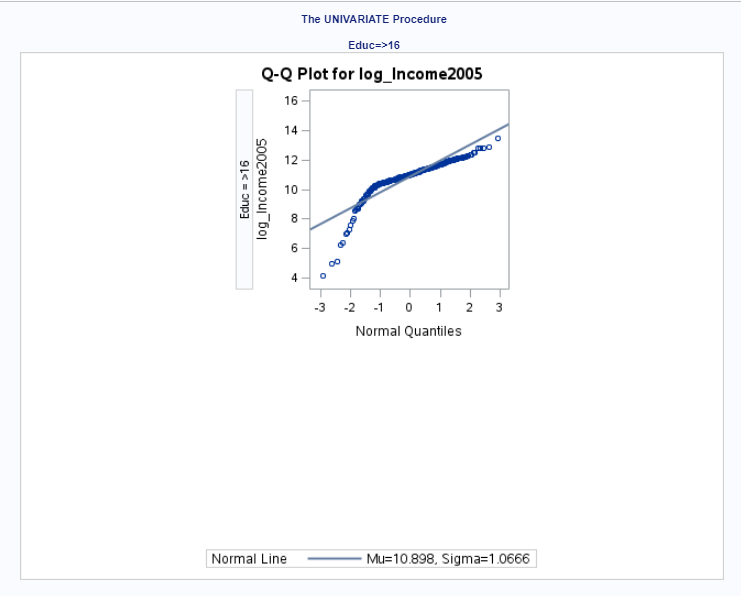 The UNIVARIATE Procedure
Educ=>16
Q-Q Plot for log_Income2005
Educ = >16
log_Income2005
16
14
12
10
8
6
4
-3 -2 -1 0 1 2 3
Normal Quantiles
Normal Line Mu=10.898, Sigma=1.0666